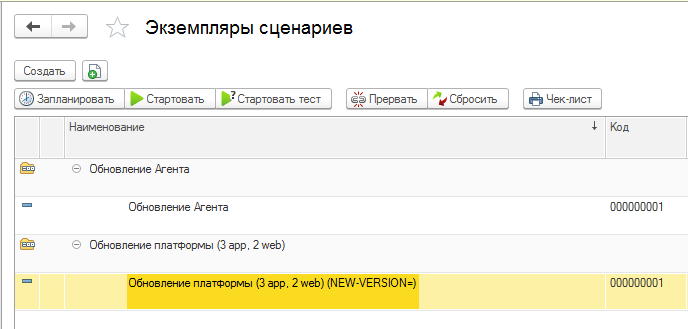 Экземпляры сценариев
Создать
Запланировать Стартовать Стартовать тест Прервать Сбросить Чек-лист
Наименование ↓ Код
Обновление Агента
Обновление Агента 000000001
Обновление платформы (3 app, 2 web)
Обновление платформы (3 app, 2 web) (NEW-VERSION=) 000000001